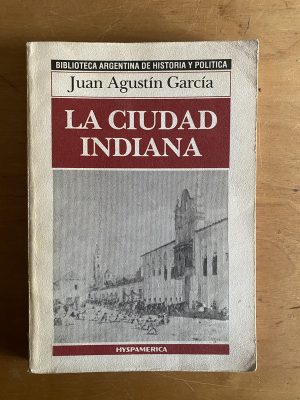 BIBLIOTECA ARGENTINA DE HISTORIA Y POLITICA
Juan Agustín García
LA CIUDAD
INDIANA
HYSPAMERICA